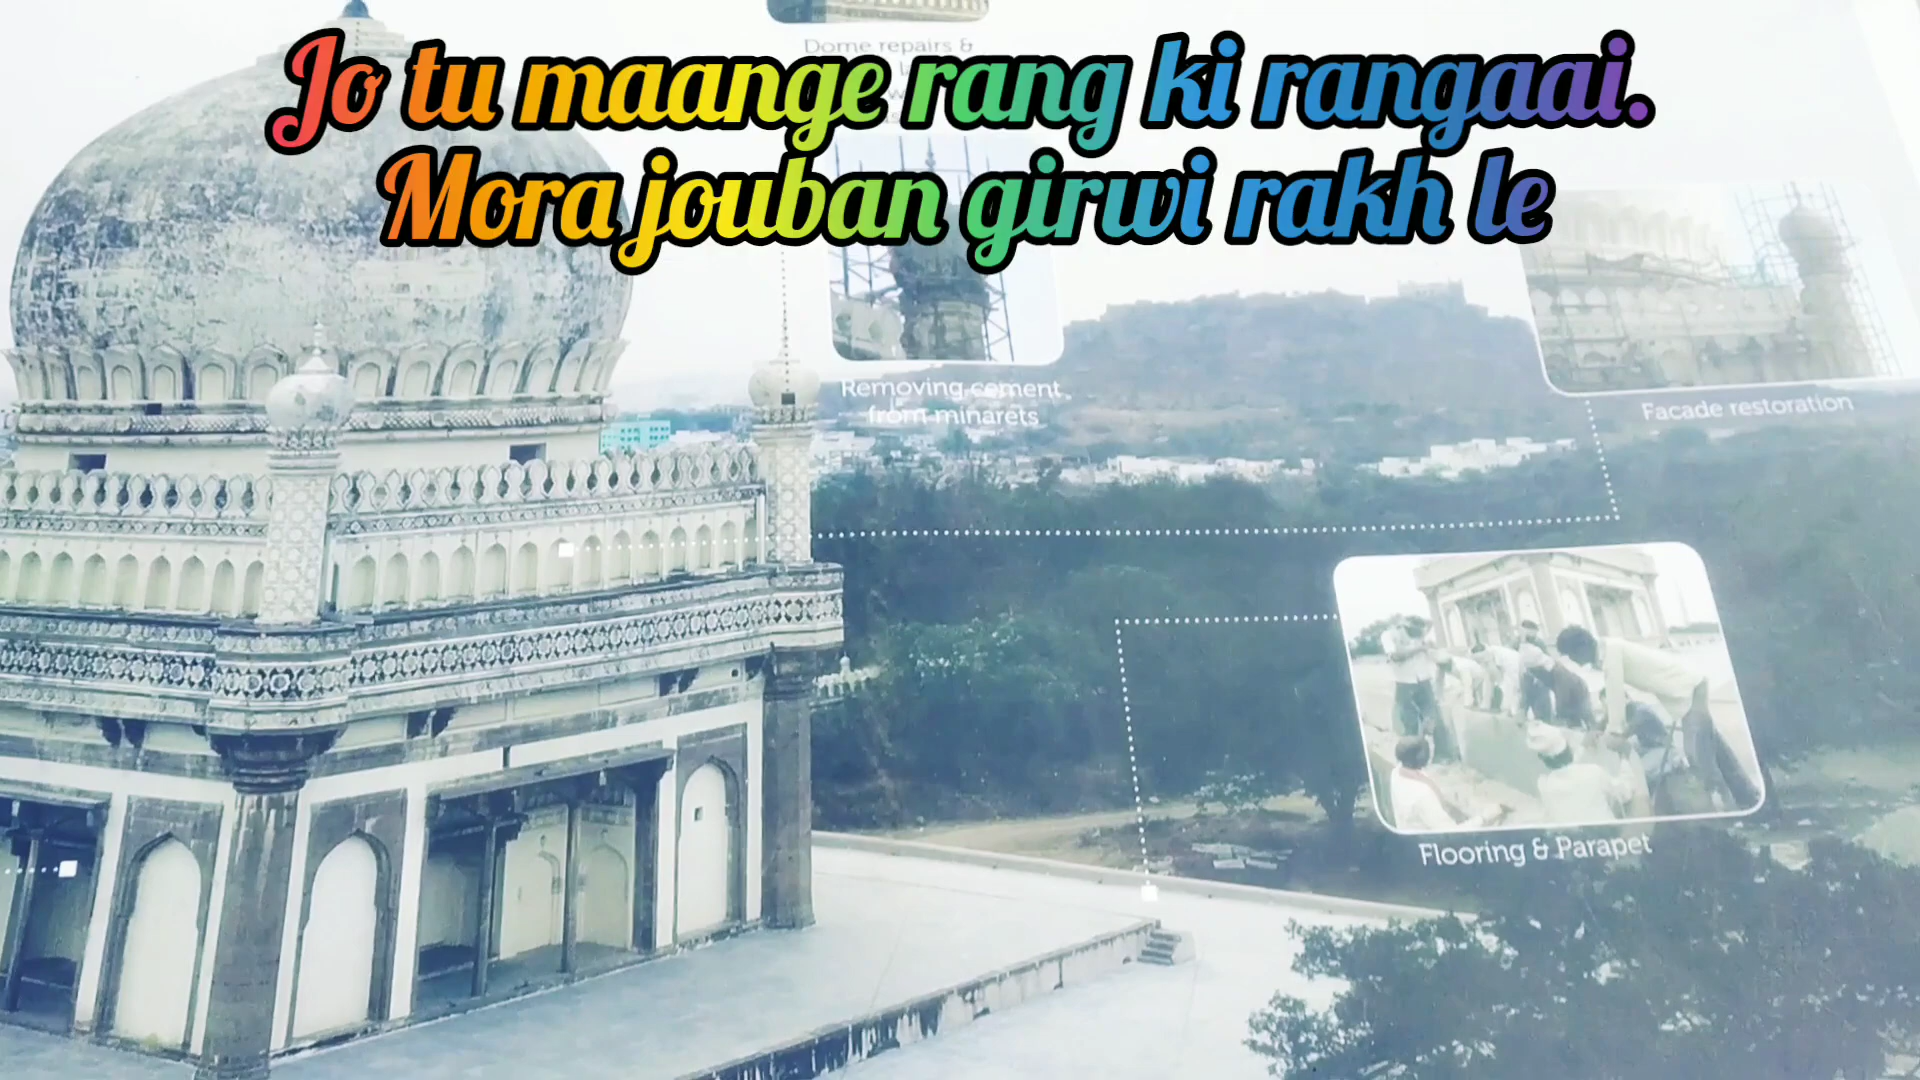 Jo tu maange rang ki rangaai.
Mora jouban girwi rakh le
Dome repairs &
Removing cement
from minarets
Facade restoration
Flooring & Parapet